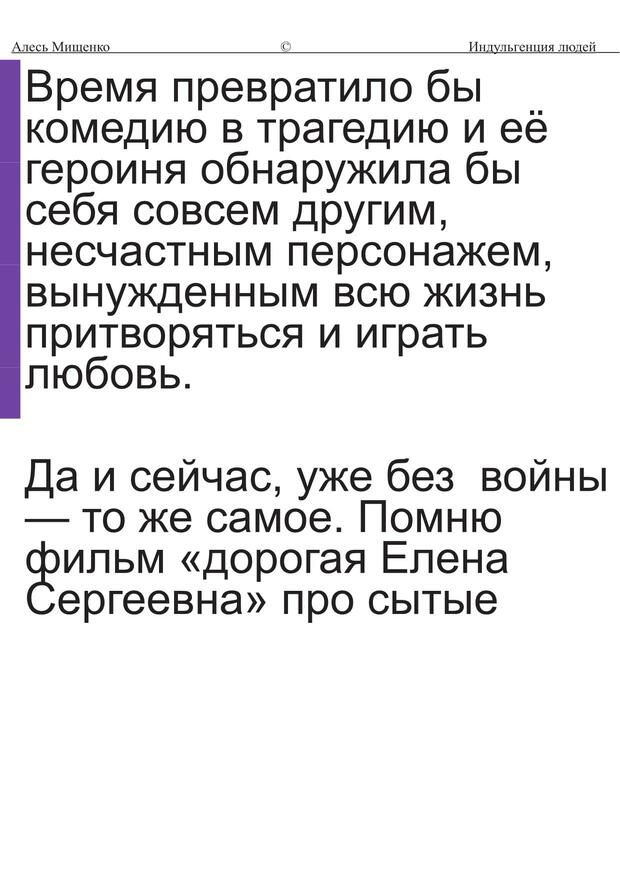 Алесь Мищенко © Индульгенция людей
Время превратило бы
комедию в трагедию и её
героиня обнаружила бы
себя совсем другим,
несчастным персонажем,
вынужденным всю жизнь
притворяться и играть
любовь.
Да и сейчас, уже без  войны
— то же самое. Помню
фильм «дорогая Елена
Сергеевна» про сытые